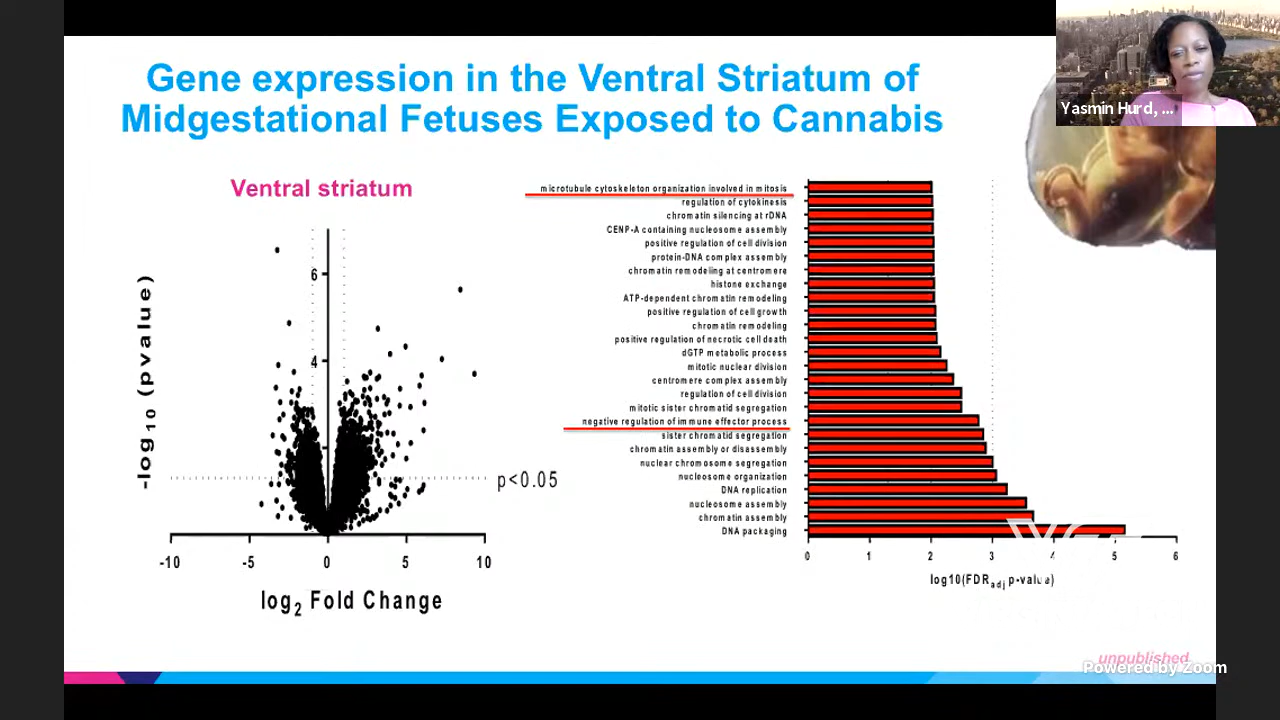 Gene expression in the Ventral Striatum of
Midgestational Fetuses Exposed to Cannabis
Yasmin Hurd, ...
Ventral striatum
-log10 (pvalue)
6
4
p<0.05
-10 -5 0 5 10
log2 Fold Change
microtubule cytoskeleton organization involved in mitosis
regulation of cytokinesis
chromatin silencing at rDNA
CENP-A containing nucleosome assembly
positive regulation of cell division
protein-DNA complex assembly
chromatin remodeling at centromere
histone exchange
ATP-dependent chromatin remodeling
positive regulation of cell growth
chromatin remodeling
positive regulation of necrotic cell death
dGTP metabolic process
mitotic nuclear division
centromere complex assembly
regulation of cell division
mitotic sister chromatid segregation
negative regulation of immune effector process
sister chromatid segregation
chromatin assembly or disassembly
nuclear chromosome segregation
nucleosome organization
DNA replication
nucleosome assembly
chromatin assembly
DNA packaging
0 1 2 3 4 5 6
log10(FDRadj p-value)
unpublished
Powered by Zoom